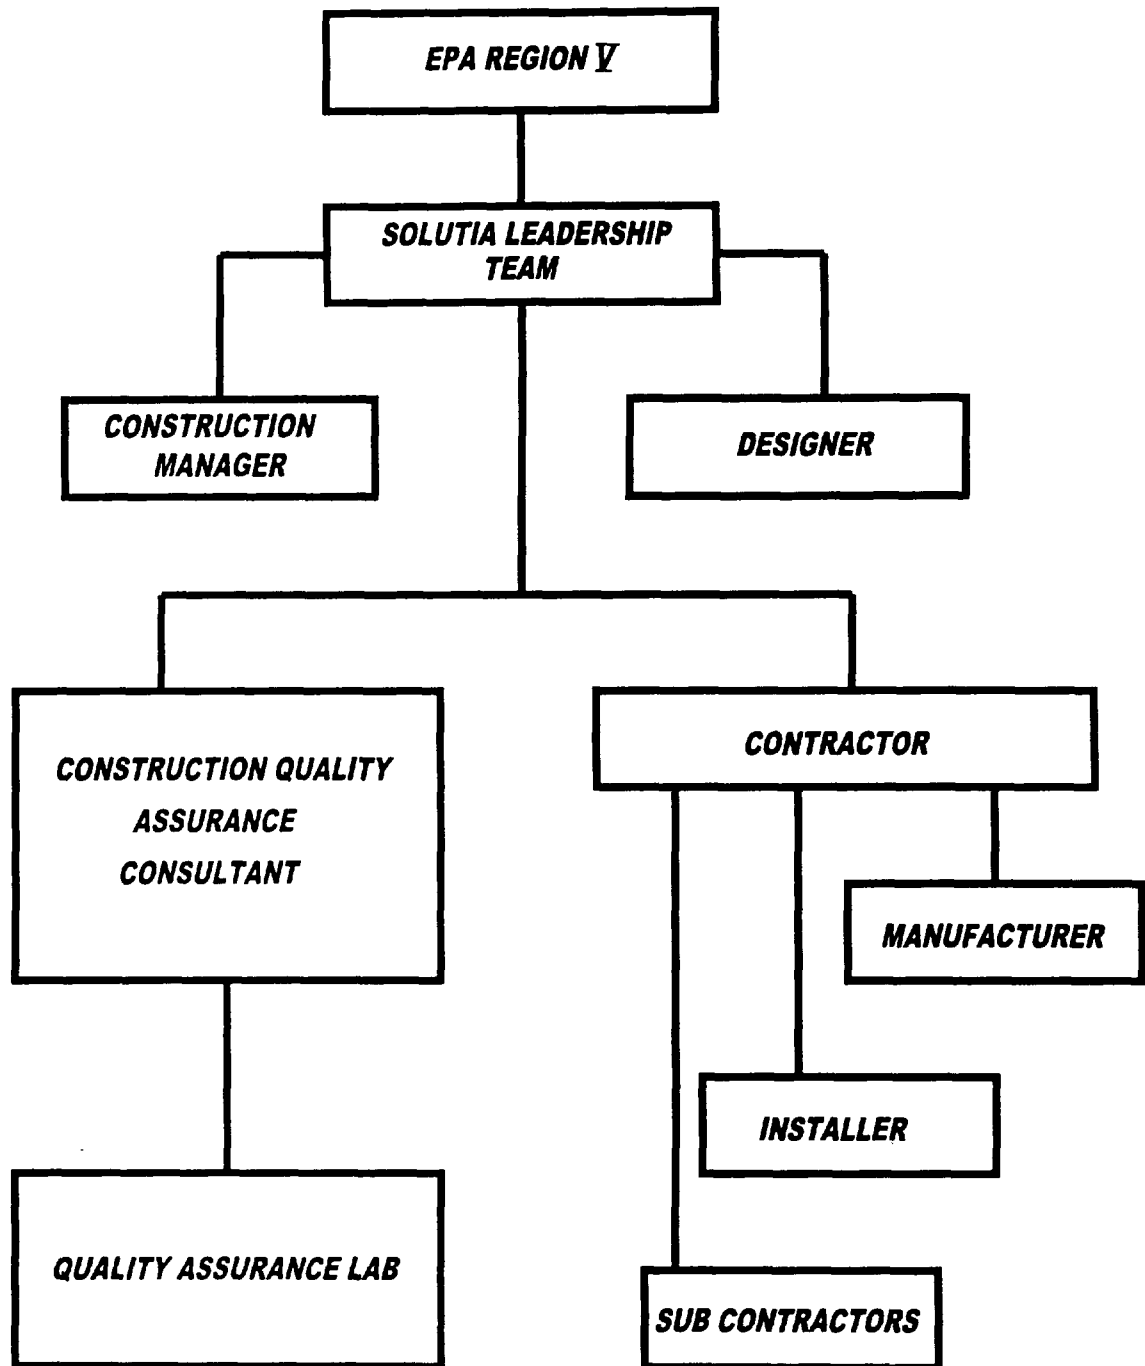 EPA REGION V
SOLUTIA LEADERSHIP
TEAM
CONSTRUCTION
MANAGER
DESIGNER
CONSTRUCTION QUALITY
ASSURANCE
CONSULTANT
CONTRACTOR
MANUFACTURER
INSTALLER
QUALITY ASSURANCE LAB
SUB CONTRACTORS